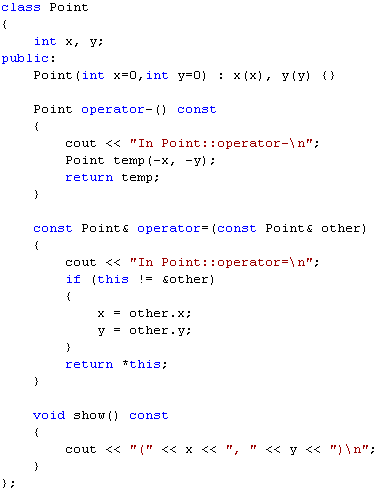 class Point
{
    int x, y;
public:
    Point(int x=0,int y=0) : x(x), y(y) {}

    Point operator-() const
    {
        cout << "In Point::operator-\n";
        Point temp(-x, -y);
        return temp;
    }

    const Point& operator=(const Point& other)
    {
        cout << "In Point::operator=\n";
        if (this != &other)
        {
            x = other.x;
            y = other.y;
        }
        return *this;
    }

    void show() const
    {
        cout << "(" << x << ", " << y << ")\n";
    }
};